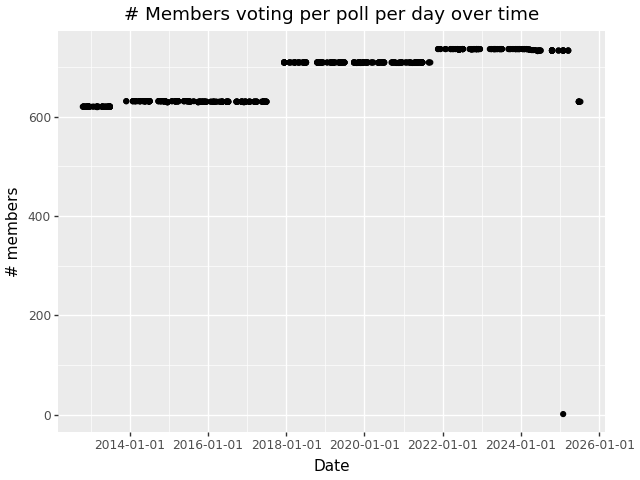 # Members voting per poll per day over time
# members
600
400
200
0
2014-01-01 2016-01-01 2018-01-01 2020-01-01 2022-01-01 2024-01-01 2026-01-01
Date